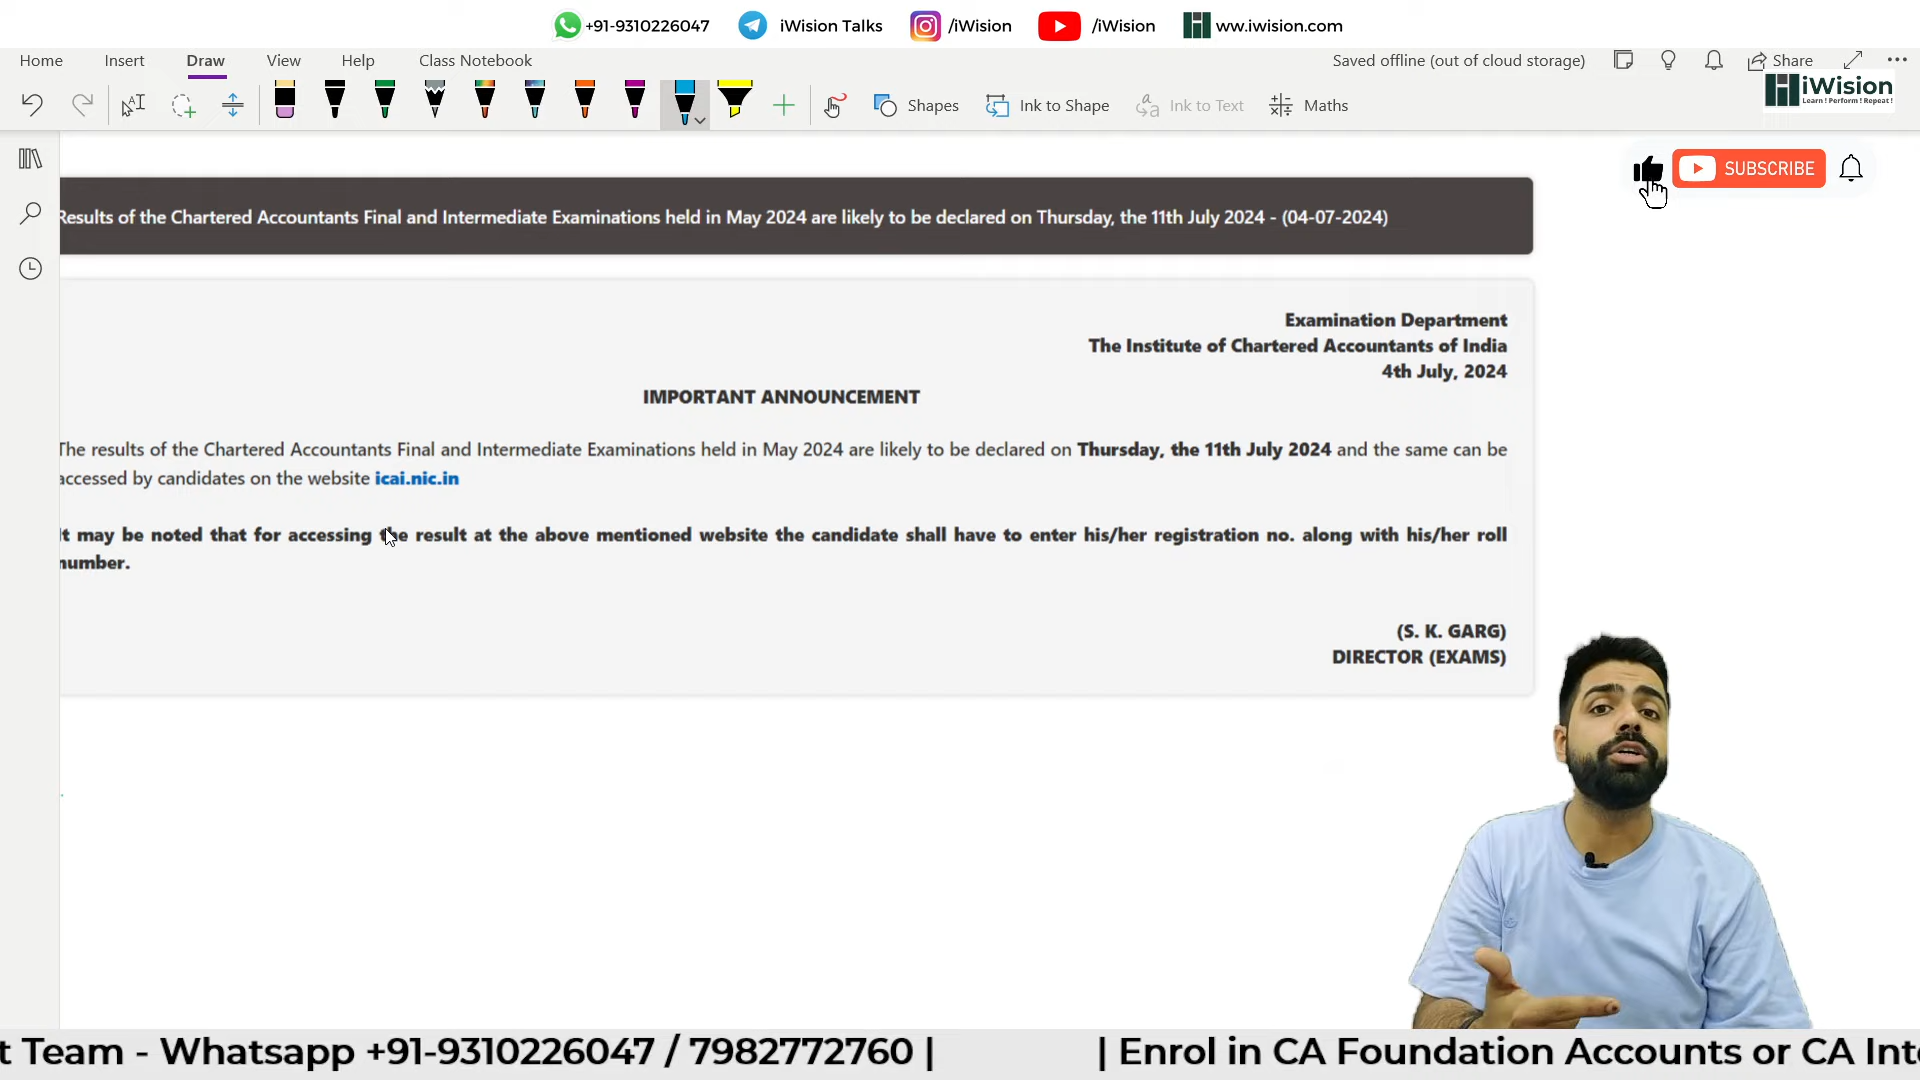 +91-9310226047 iWision Talks /iWision /iWision ww.iwision.com
Home Insert Draw View Help Class Notebook Saved offline (out of cloud storage) Share
Shapes Ink to Shape Ink to Text Maths
iWision
Learn ! Perform ! Repeat !
SUBSCRIBE
Results of the Chartered Accountants Final and Intermediate Examinations held in May 2024 are likely to be declared on Thursday, the 11th July 2024 - (04-07-2024)
Examination Department
The Institute of Chartered Accountants of India
4th July, 2024
IMPORTANT ANNOUNCEMENT
The results of the Chartered Accountants Final and Intermediate Examinations held in May 2024 are likely to be declared on Thursday, the 11th July 2024 and the same can be
accessed by candidates on the website icai.nic.in
It may be noted that for accessing the result at the above mentioned website the candidate shall have to enter his/her registration no. along with his/her roll
number.
(S. K. GARG)
DIRECTOR (EXAMS)
t Team - Whatsapp +91-9310226047 / 7982772760 | | Enrol in CA Foundation Accounts or CA Int